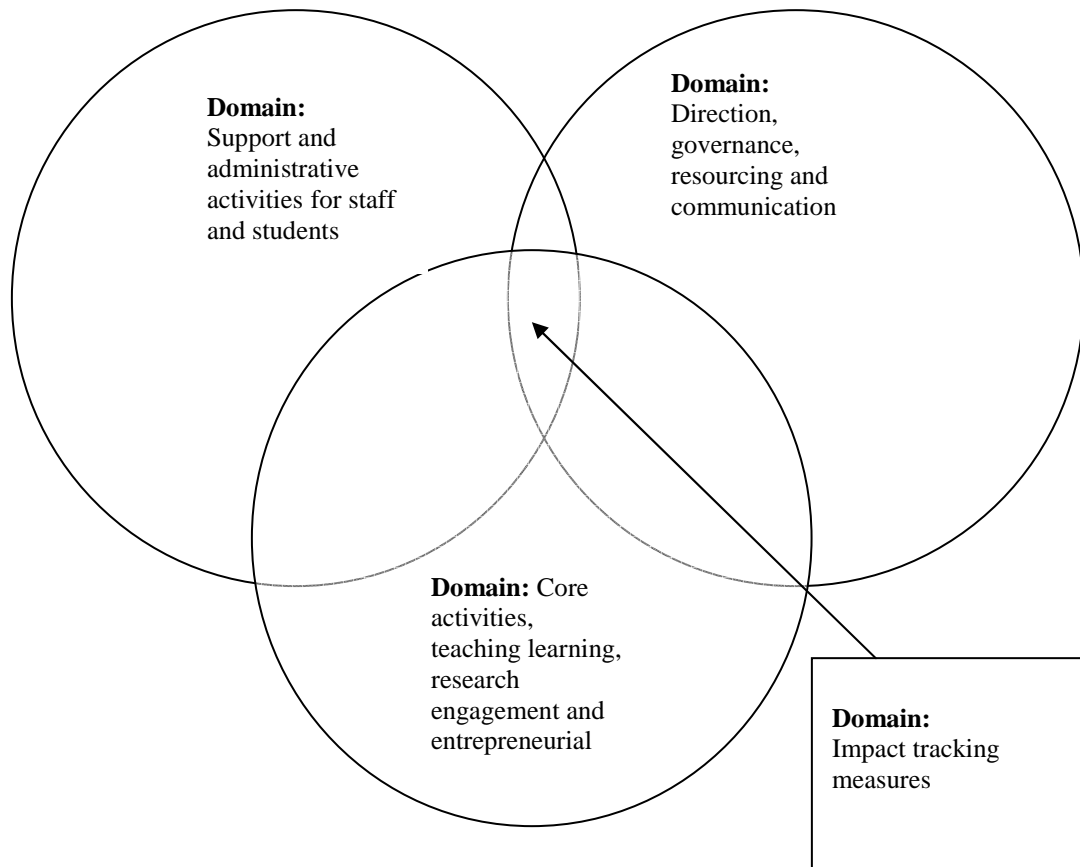 Domain:
Support and
administrative
activities for staff
and students
Domain:
Direction,
governance,
resourcing and
communication
Domain: Core
activities,
teaching learning,
research
engagement and
entrepreneurial
Domain:
Impact tracking
measures